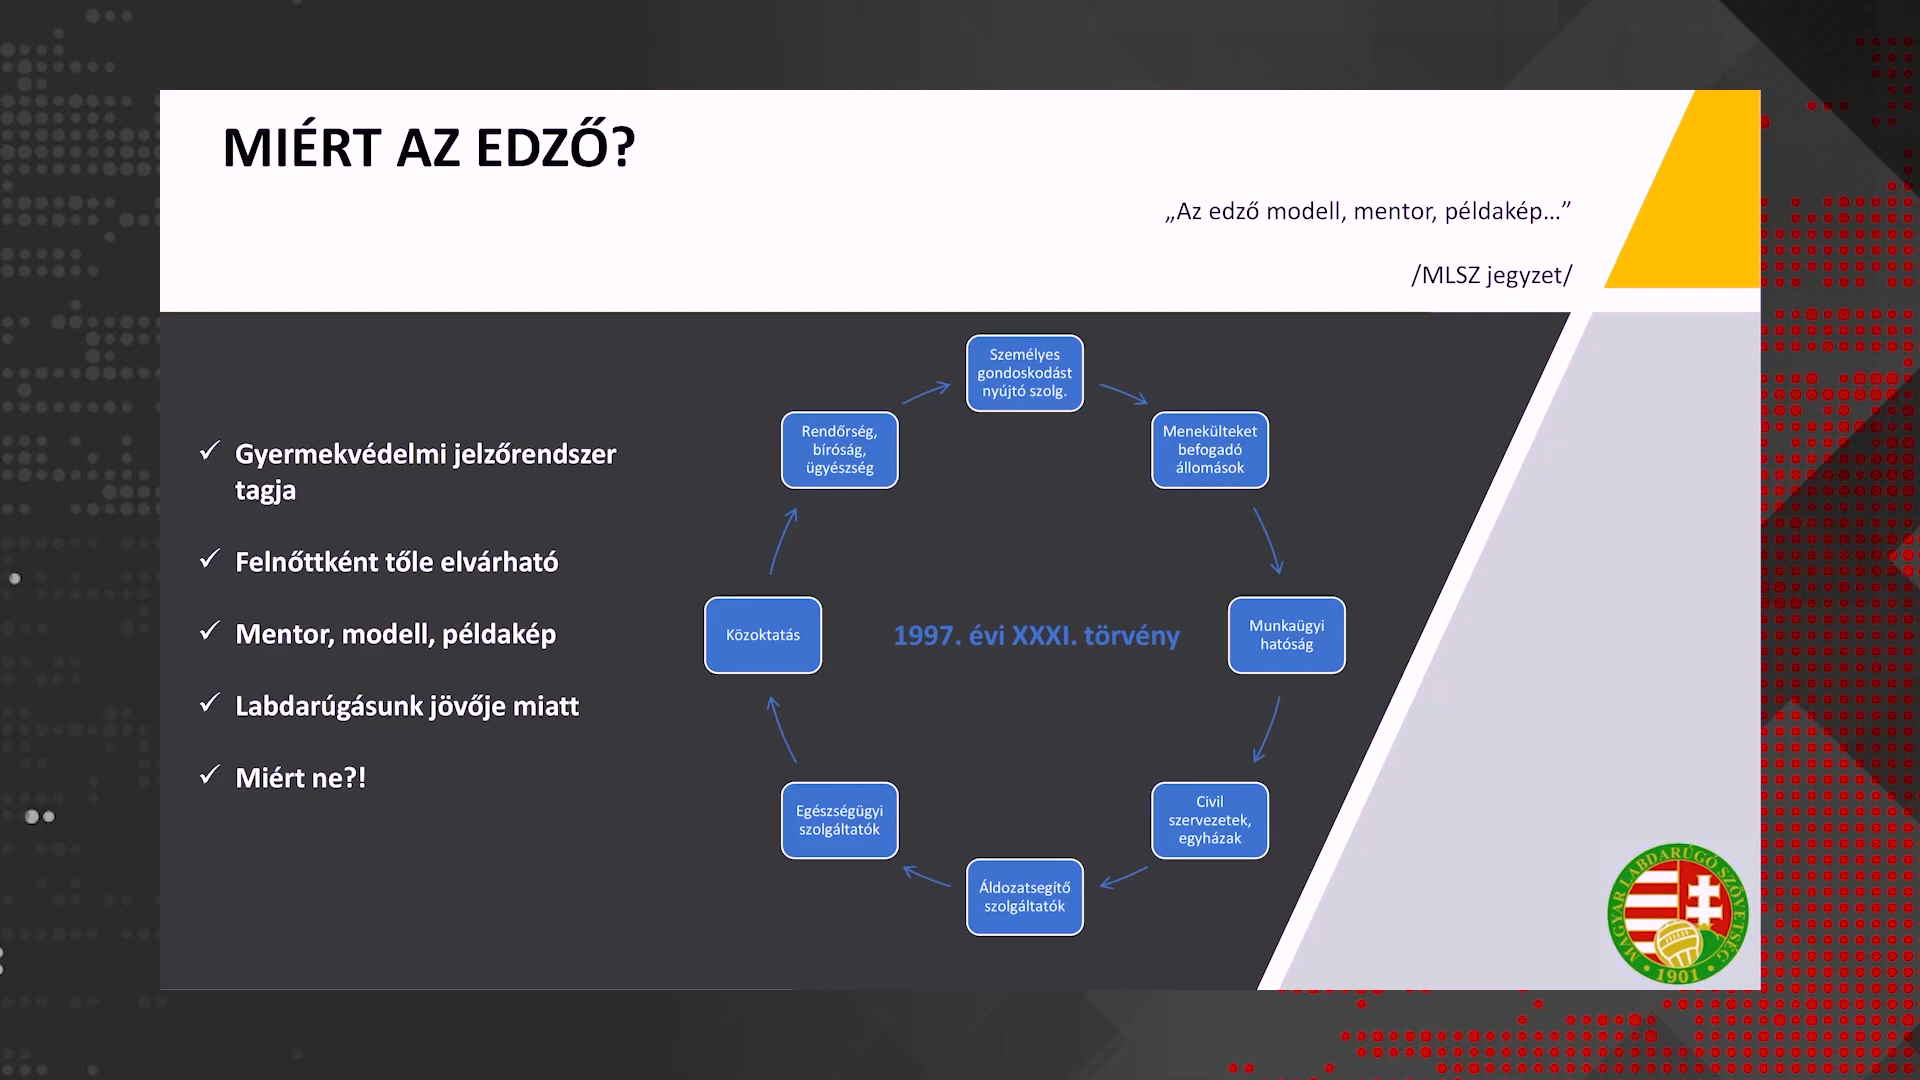 MIÉRT AZ EDZŐ?
„Az edző modell, mentor, példakép…”
/MLSZ jegyzet/
✓ Gyermekvédelmi jelzőrendszer
tagja
✓ Felnőttként tőle elvárható
✓ Mentor, modell, példakép
✓ Labdarúgásunk jövője miatt
✓ Miért ne?!
Személyes
gondoskodást
nyújtó szolg.
Menekülteket
befogadó
állomások
Munkaügyi
hatóság
Civil
szervezetek,
egyházak
Áldozatsegítő
szolgáltatók
Egészségügyi
szolgáltatók
Közoktatás
Rendőrség,
bíróság,
ügyészség
1997. évi XXXI. törvény
MAGYAR LABDARÚGÓ SZÖVETSÉG
• 1901 •